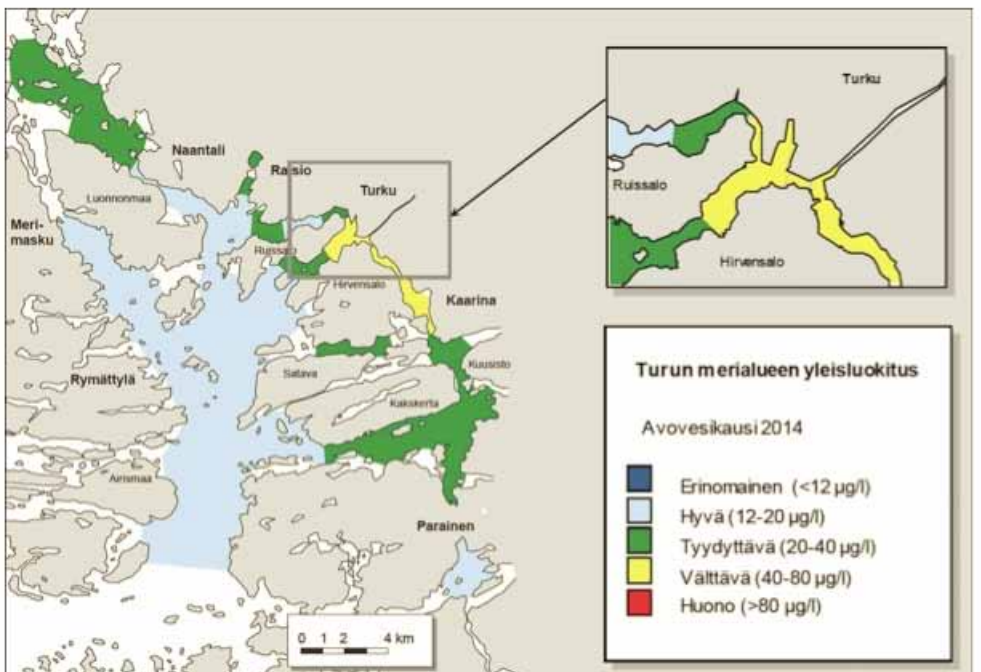 Naantali
Raisio
Turku
Luonnonmaa
Meri-
masku
Ruissalo
Hirvensalo
Kaarina
Kuusisto
Satava
Rymättylä
Kakskerta
Airismaa
Parainen
0 1 2 4 km
Turku
Ruissalo
Hirvensalo
Turun merialueen yleisluokitus
Avovesikausi 2014
Erinomainen (<12 µg/l)
Hyvä (12-20 µg/l)
Tyydyttävä (20-40 µg/l)
Välttävä (40-80 µg/l)
Huono (>80 µg/l)